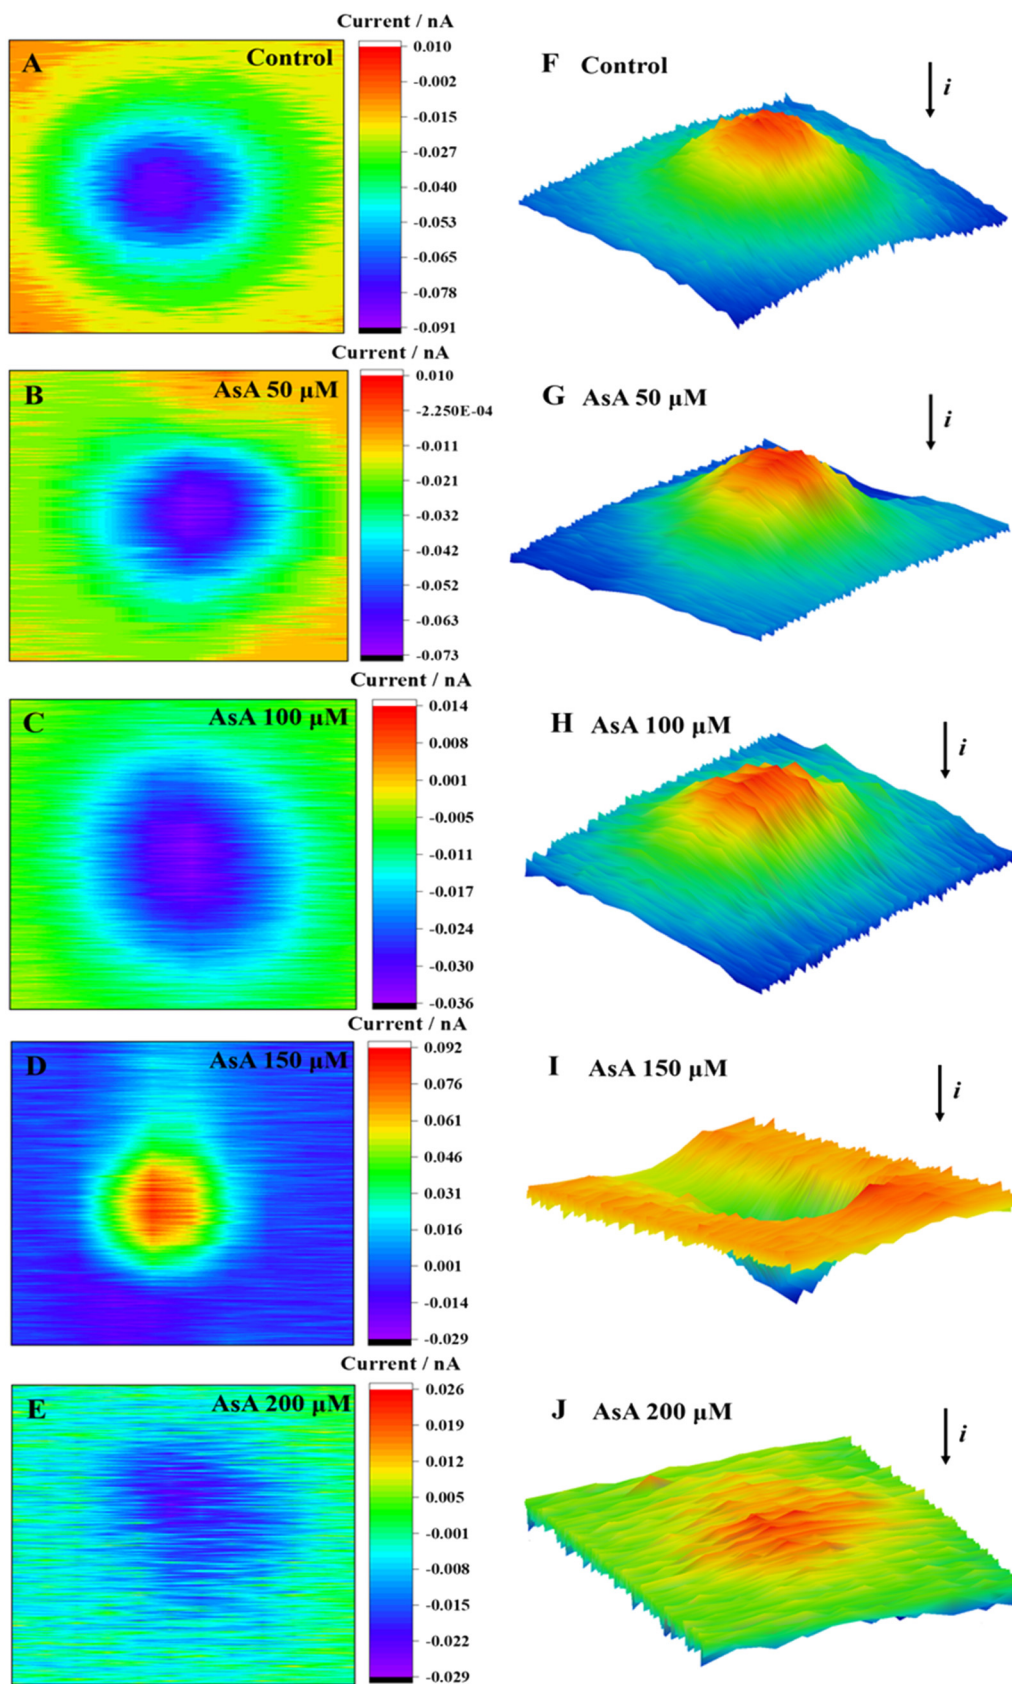 Current / nA
A Control
0.010
-0.002
-0.015
-0.027
-0.040
-0.053
-0.065
-0.078
-0.091
F Control
i
Current / nA
B AsA 50 μM
0.010
-2.250E-04
-0.011
-0.021
-0.032
-0.042
-0.052
-0.063
-0.073
G AsA 50 μM
i
Current / nA
C AsA 100 μM
0.014
0.008
0.001
-0.005
-0.011
-0.017
-0.024
-0.030
-0.036
H AsA 100 μM
i
Current / nA
D AsA 150 μM
0.092
0.076
0.061
0.046
0.031
0.016
0.001
-0.014
-0.029
I AsA 150 μM
i
Current / nA
E AsA 200 μM
0.026
0.019
0.012
0.005
-0.001
-0.008
-0.015
-0.022
-0.029
J AsA 200 μM
i